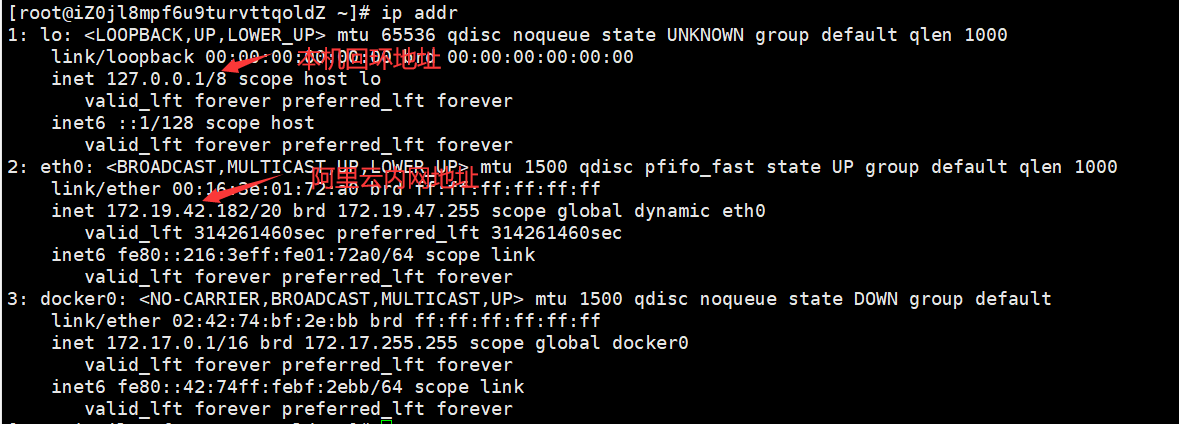 [root@iZ0jl8mpf6u9turvttqoldZ ~]# ip addr
1: lo: <LOOPBACK,UP,LOWER_UP> mtu 65536 qdisc noqueue state UNKNOWN group default qlen 1000
link/loopback 00:00:00:00:00:00 brd 00:00:00:00:00:00
本机回环地址
inet 127.0.0.1/8 scope host lo
valid_lft forever preferred_lft forever
inet6 ::1/128 scope host
valid_lft forever preferred_lft forever
2: eth0: <BROADCAST,MULTICAST,UP,LOWER_UP> mtu 1500 qdisc pfifo_fast state UP group default qlen 1000
阿里云内网地址
link/ether 00:16:3e:01:72:a0 brd ff:ff:ff:ff:ff:ff
inet 172.19.42.182/20 brd 172.19.47.255 scope global dynamic eth0
valid_lft 314261460sec preferred_lft 314261460sec
inet6 fe80::216:3eff:fe01:72a0/64 scope link
valid_lft forever preferred_lft forever
3: docker0: <NO-CARRIER,BROADCAST,MULTICAST,UP> mtu 1500 qdisc noqueue state DOWN group default
link/ether 02:42:74:bf:2e:bb brd ff:ff:ff:ff:ff:ff
inet 172.17.0.1/16 brd 172.17.255.255 scope global docker0
valid_lft forever preferred_lft forever
inet6 fe80::42:74ff:febf:2ebb/64 scope link
valid_lft forever preferred_lft forever